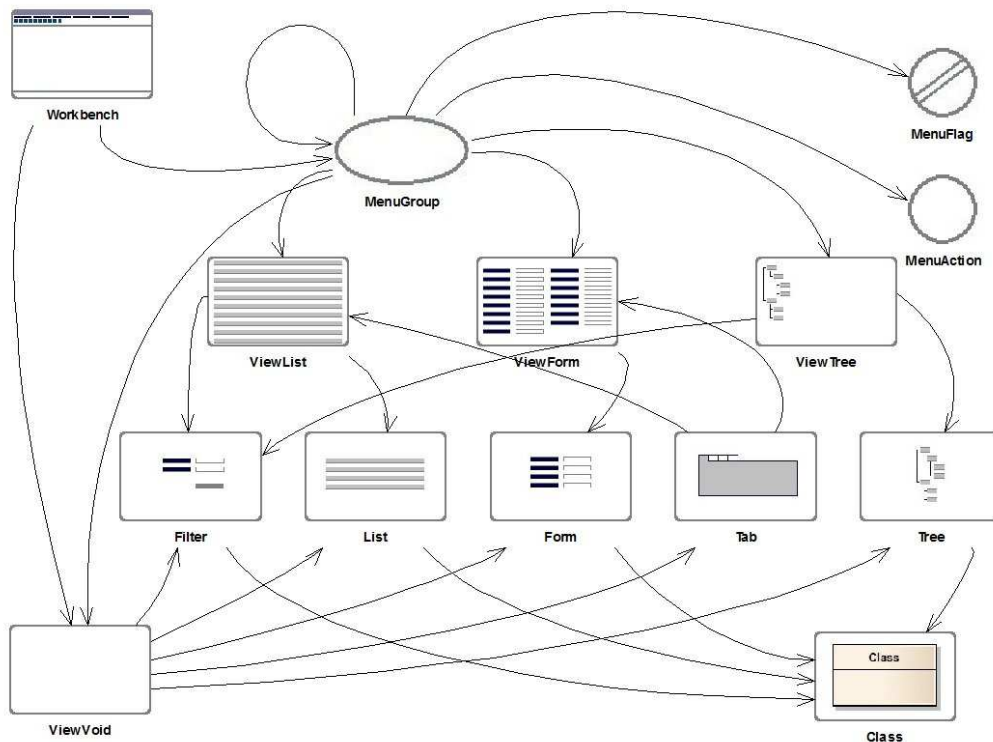 Workbench
MenuFlag
MenuGroup
MenuAction
ViewList
ViewForm
ViewTree
Filter
List
Form
Tab
Tree
Class
ViewVoid
Class